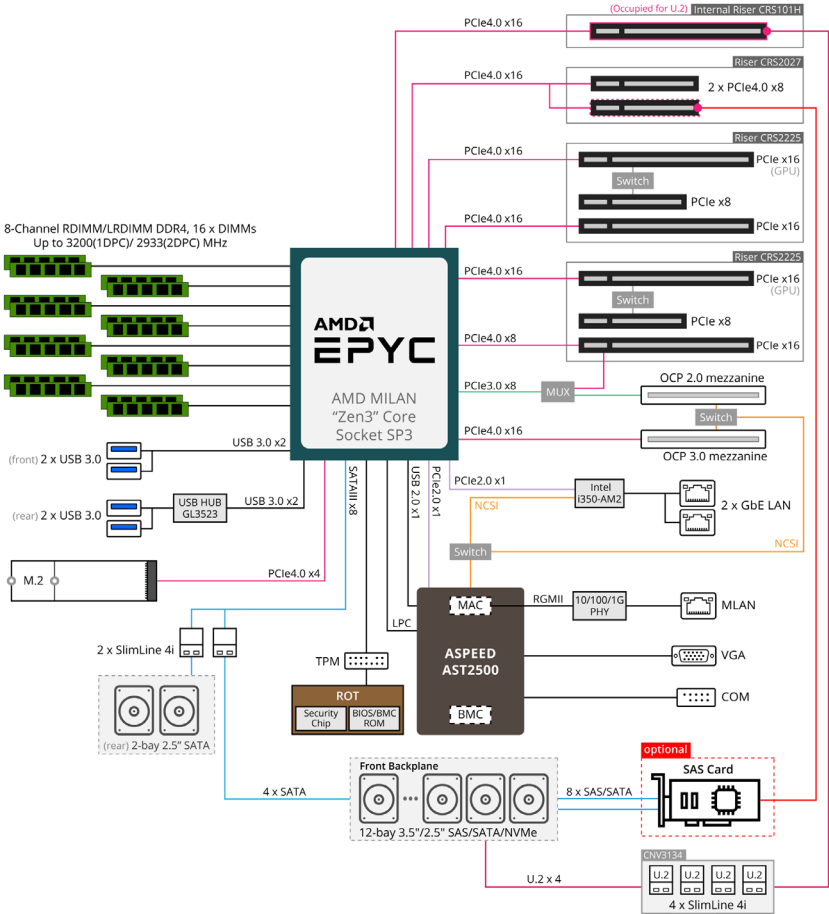 (Occupied for U.2) Internal Riser CRS101H
PCIe4.0 x16
Riser CRS2027
PCIe4.0 x16
2 x PCIe4.0 x8
Riser CRS2225
PCIe4.0 x16
PCIe x16
(GPU)
Switch
PCIe x8
PCIe4.0 x16
PCIe x16
8-Channel RDIMM/LRDIMM DDR4, 16 x DIMMs
Up to 3200(1DPC)/ 2933(2DPC) MHz
Riser CRS2225
PCIe4.0 x16
PCIe x16
(GPU)
Switch
PCIe x8
PCIe4.0 x8
PCIe x16
AMD
EPYC
AMD MILAN
“Zen3” Core
Socket SP3
PCIe3.0 x8
MUX
OCP 2.0 mezzanine
Switch
PCIe4.0 x16
OCP 3.0 mezzanine
(front) 2 x USB 3.0
USB 3.0 x2
(rear) 2 x USB 3.0
USB HUB
GL3523
USB 3.0 x2
SATAIII x8
USB 2.0 x1
PCIe2.0 x1
PCIe2.0 x1
Intel
i350-AM2
2 x GbE LAN
NCSI
Switch
NCSI
M.2
PCIe4.0 x4
LPC
MAC
RGMII
10/100/1G
PHY
MLAN
2 x SlimLine 4i
TPM
ASPEED
AST2500
VGA
ROT
Security
Chip
BIOS/BMC
ROM
BMC
COM
(rear) 2-bay 2.5” SATA
optional
Front Backplane
SAS Card
4 x SATA
8 x SAS/SATA
12-bay 3.5"/2.5" SAS/SATA/NVMe
CNV3134
U.2 x 4
U.2
U.2
U.2
U.2
4 x SlimLine 4i